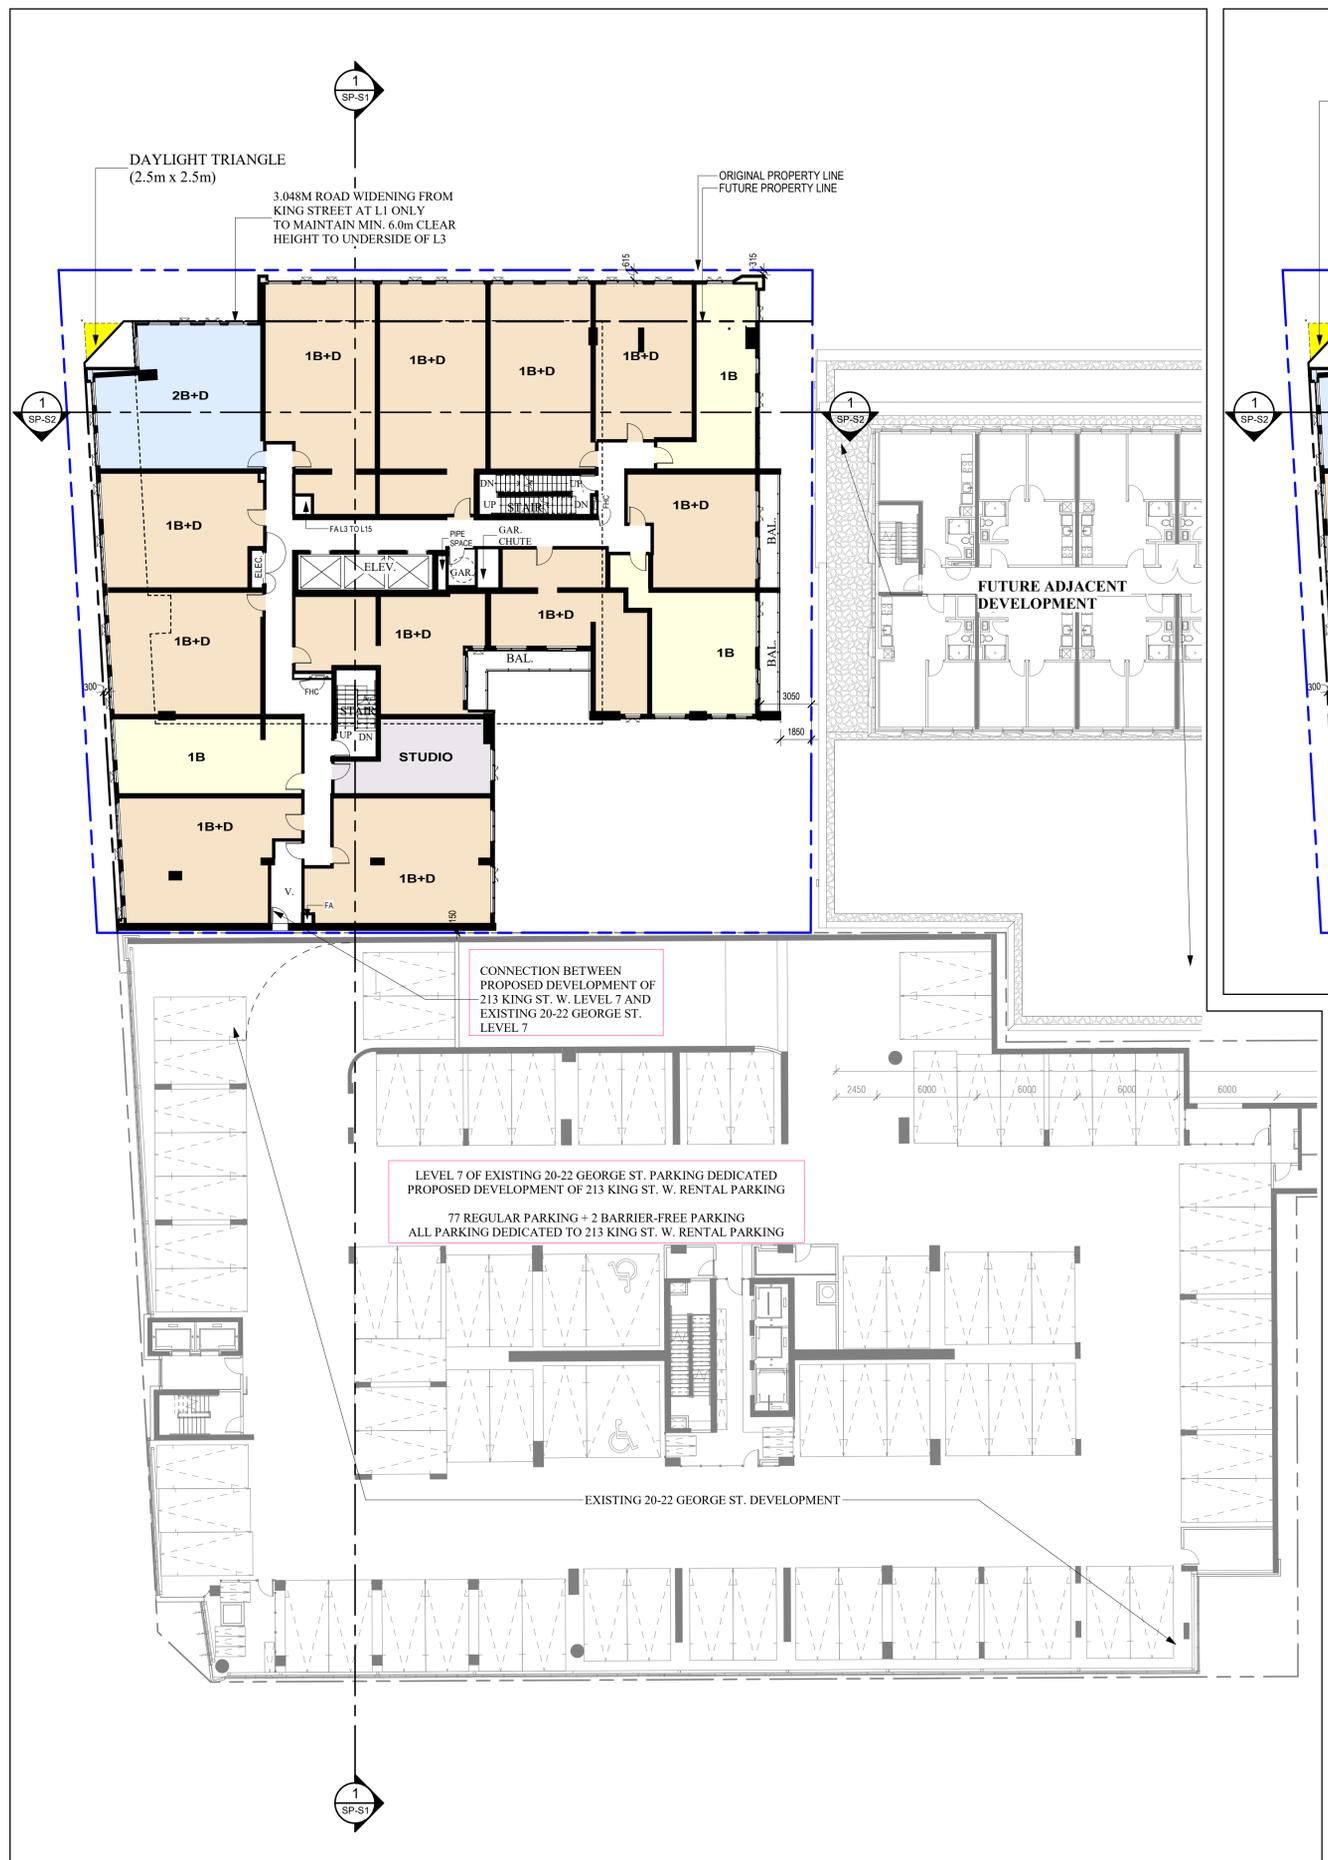 1
SP-S1
DAYLIGHT TRIANGLE
(2.5m x 2.5m)
3.048M ROAD WIDENING FROM
KING STREET AT L1 ONLY
TO MAINTAIN MIN. 6.0m CLEAR
HEIGHT TO UNDERSIDE OF L3
ORIGINAL PROPERTY LINE
FUTURE PROPERTY LINE
615
315
1B+D
1B+D
1B+D
1B+D
1B
2B+D
1
SP-S2
1
SP-S2
1
SP-S2
DN
UP
UP
STAIR
DN
FHC
1B+D
1B+D
BAL.
FA L3 TO L15
PIPE
SPACE
GAR.
CHUTE
ELEC.
ELEV.
GAR.
FUTURE ADJACENT
DEVELOPMENT
1B+D
1B+D
1B+D
1B
BAL.
BAL.
FHC
300
300
3050
STAIR
UP
DN
1850
1B
STUDIO
1B+D
1B+D
V.
FA
150
CONNECTION BETWEEN
PROPOSED DEVELOPMENT OF
213 KING ST. W. LEVEL 7 AND
EXISTING 20-22 GEORGE ST.
LEVEL 7
2450
6000
6000
6000
6000
LEVEL 7 OF EXISTING 20-22 GEORGE ST. PARKING DEDICATED
PROPOSED DEVELOPMENT OF 213 KING ST. W. RENTAL PARKING
77 REGULAR PARKING + 2 BARRIER-FREE PARKING
ALL PARKING DEDICATED TO 213 KING ST. W. RENTAL PARKING
EXISTING 20-22 GEORGE ST. DEVELOPMENT
1
SP-S1